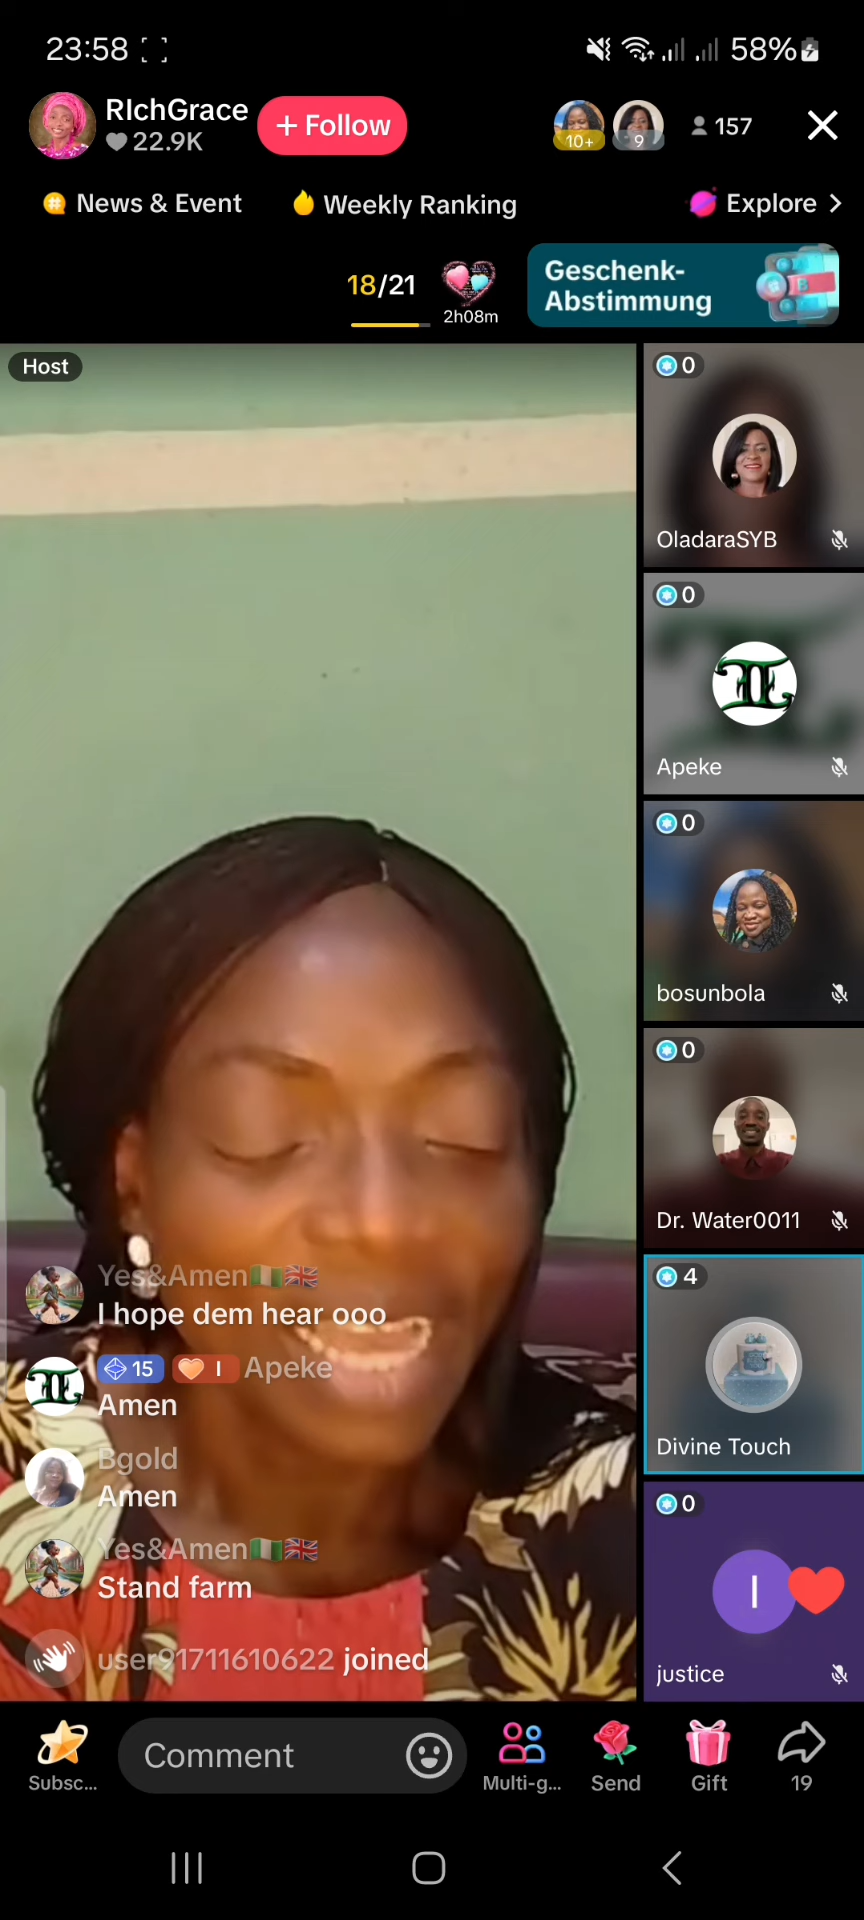 23:58
58%
RIchGrace
22.9K
+ Follow
10+
9
157
News & Event
Weekly Ranking
Explore
18/21
2h08m
Geschenk-
Abstimmung
Host
0
OladaraSYB
0
Apeke
0
bosunbola
0
Dr. Water0011
4
Divine Touch
0
I
justice
Yes&Amen🇳🇬🇬🇧
I hope dem hear ooo
15 I Apeke
Amen
Bgold
Amen
Yes&Amen🇳🇬🇬🇧
Stand farm
user91711610622 joined
Subsc...
Comment
Multi-g...
Send
Gift
19